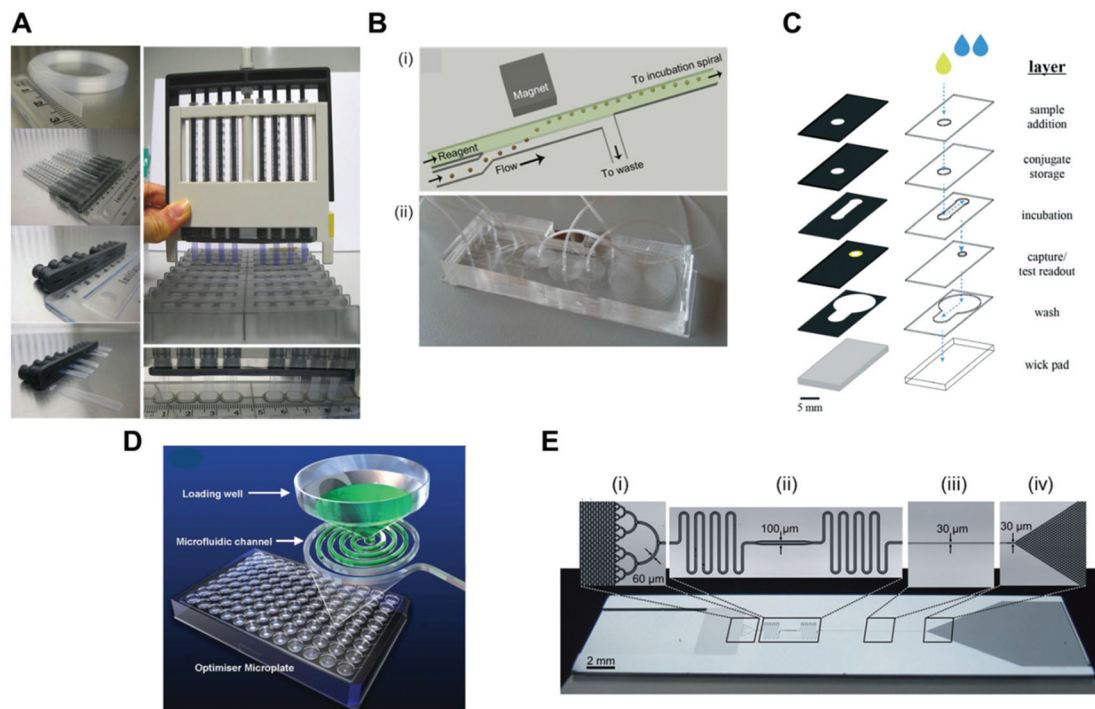 A
B
(i)
Magnet
To incubation spiral
Reagent
Flow
To waste
(ii)
C
layer
sample
addition
conjugate
storage
incubation
capture/
test readout
wash
wick pad
5 mm
D
Loading well
Microfluidic channel
Optimiser Microplate
E
(i)
(ii)
(iii)
(iv)
60 µm
100 µm
30 µm
30 µm
2 mm